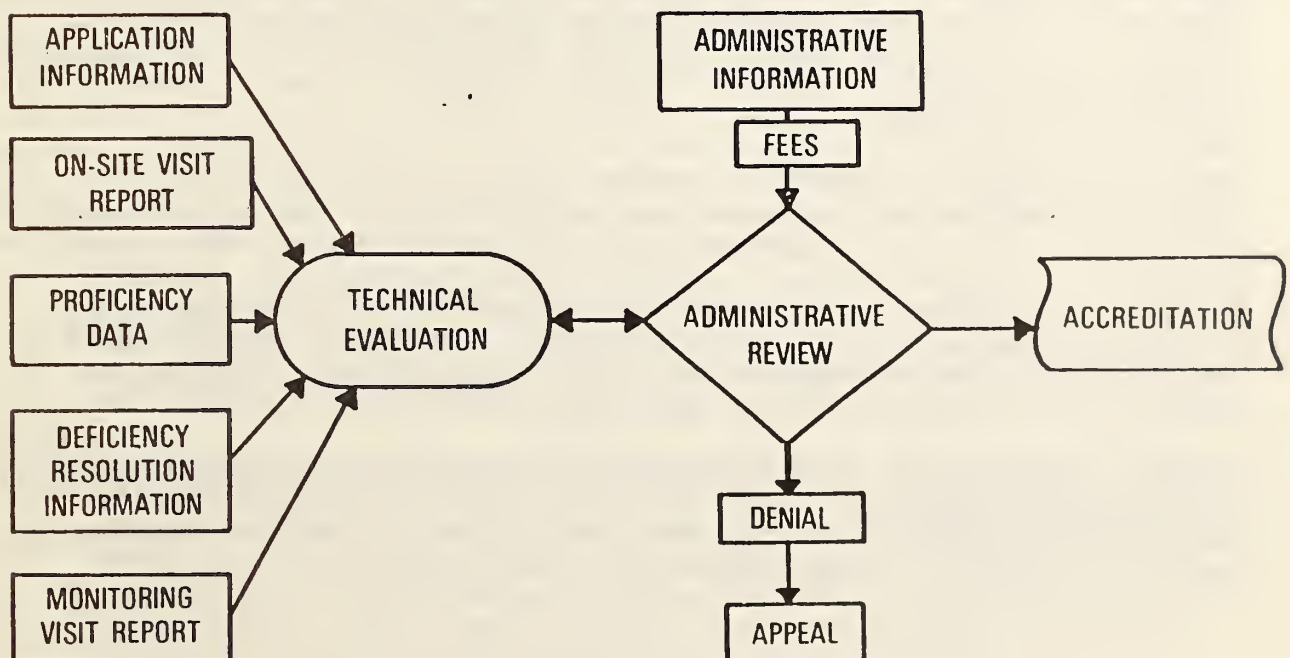 APPLICATION
INFORMATION
ON-SITE VISIT
REPORT
PROFICIENCY
DATA
DEFICIENCY
RESOLUTION
INFORMATION
MONITORING
VISIT REPORT
TECHNICAL
EVALUATION
ADMINISTRATIVE
INFORMATION
FEES
ADMINISTRATIVE
REVIEW
DENIAL
APPEAL
ACCREDITATION